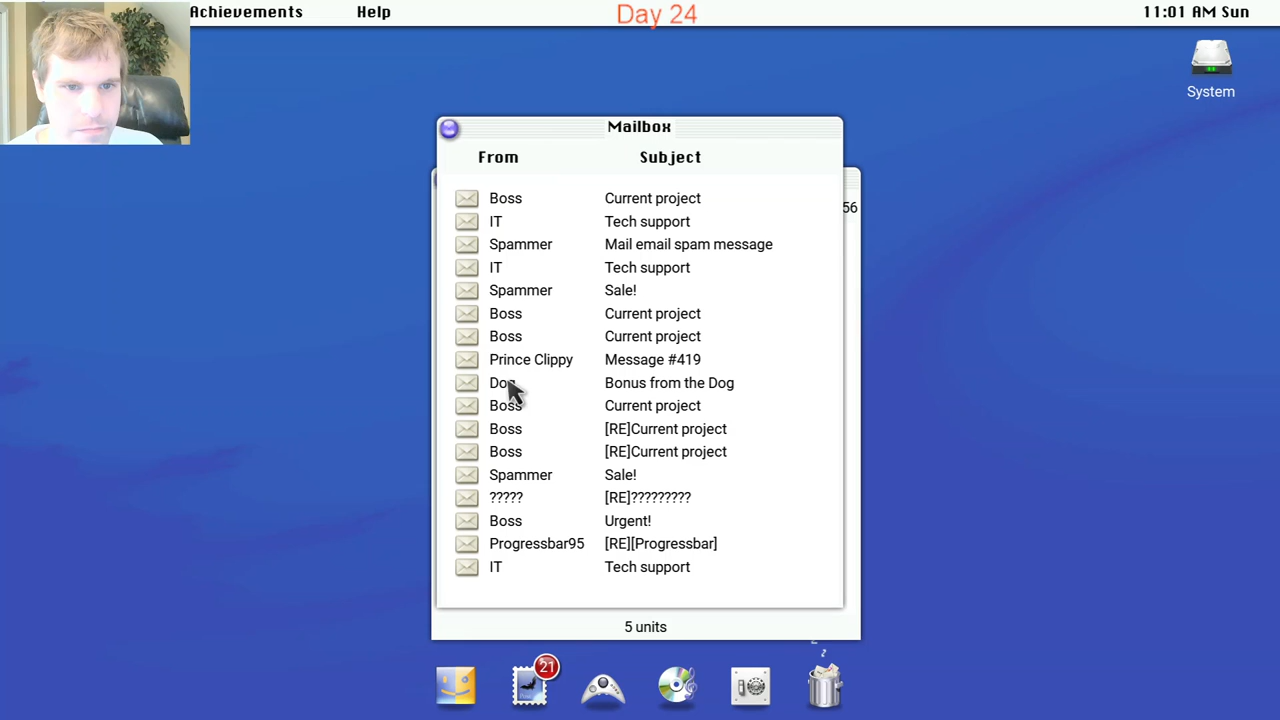 Achievements Help Day 24 11:01 AM Sun
System
Mailbox
From Subject
56
Boss Current project
IT Tech support
Spammer Mail email spam message
IT Tech support
Spammer Sale!
Boss Current project
Boss Current project
Prince Clippy Message #419
Dog Bonus from the Dog
Boss Current project
Boss [RE]Current project
Boss [RE]Current project
Spammer Sale!
????? [RE]?????????
Boss Urgent!
Progressbar95 [RE][Progressbar]
IT Tech support
5 units
21